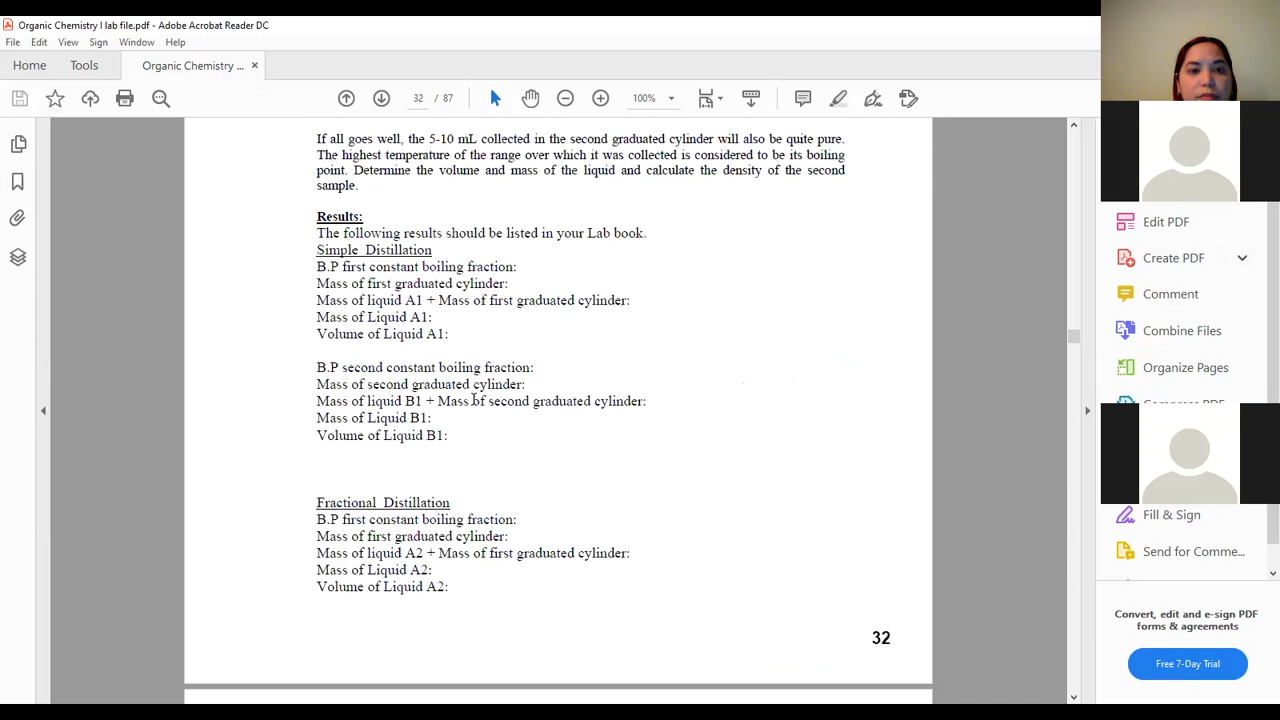 Organic Chemistry I lab file.pdf - Adobe Acrobat Reader DC
File Edit View Sign Window Help
Home Tools Organic Chemistry ... ×
32 / 87 100%
If all goes well, the 5-10 mL collected in the second graduated cylinder will also be quite pure.
The highest temperature of the range over which it was collected is considered to be its boiling
point. Determine the volume and mass of the liquid and calculate the density of the second
sample.
Results:
The following results should be listed in your Lab book.
Simple Distillation
B.P first constant boiling fraction:
Mass of first graduated cylinder:
Mass of liquid A1 + Mass of first graduated cylinder:
Mass of Liquid A1:
Volume of Liquid A1:
B.P second constant boiling fraction:
Mass of second graduated cylinder:
Mass of liquid B1 + Mass of second graduated cylinder:
Mass of Liquid B1:
Volume of Liquid B1:
Fractional Distillation
B.P first constant boiling fraction:
Mass of first graduated cylinder:
Mass of liquid A2 + Mass of first graduated cylinder:
Mass of Liquid A2:
Volume of Liquid A2:
32
Edit PDF
Create PDF
Comment
Combine Files
Organize Pages
Compress PDF
Fill & Sign
Send for Comme...
Convert, edit and e-sign PDF
forms & agreements
Free 7-Day Trial